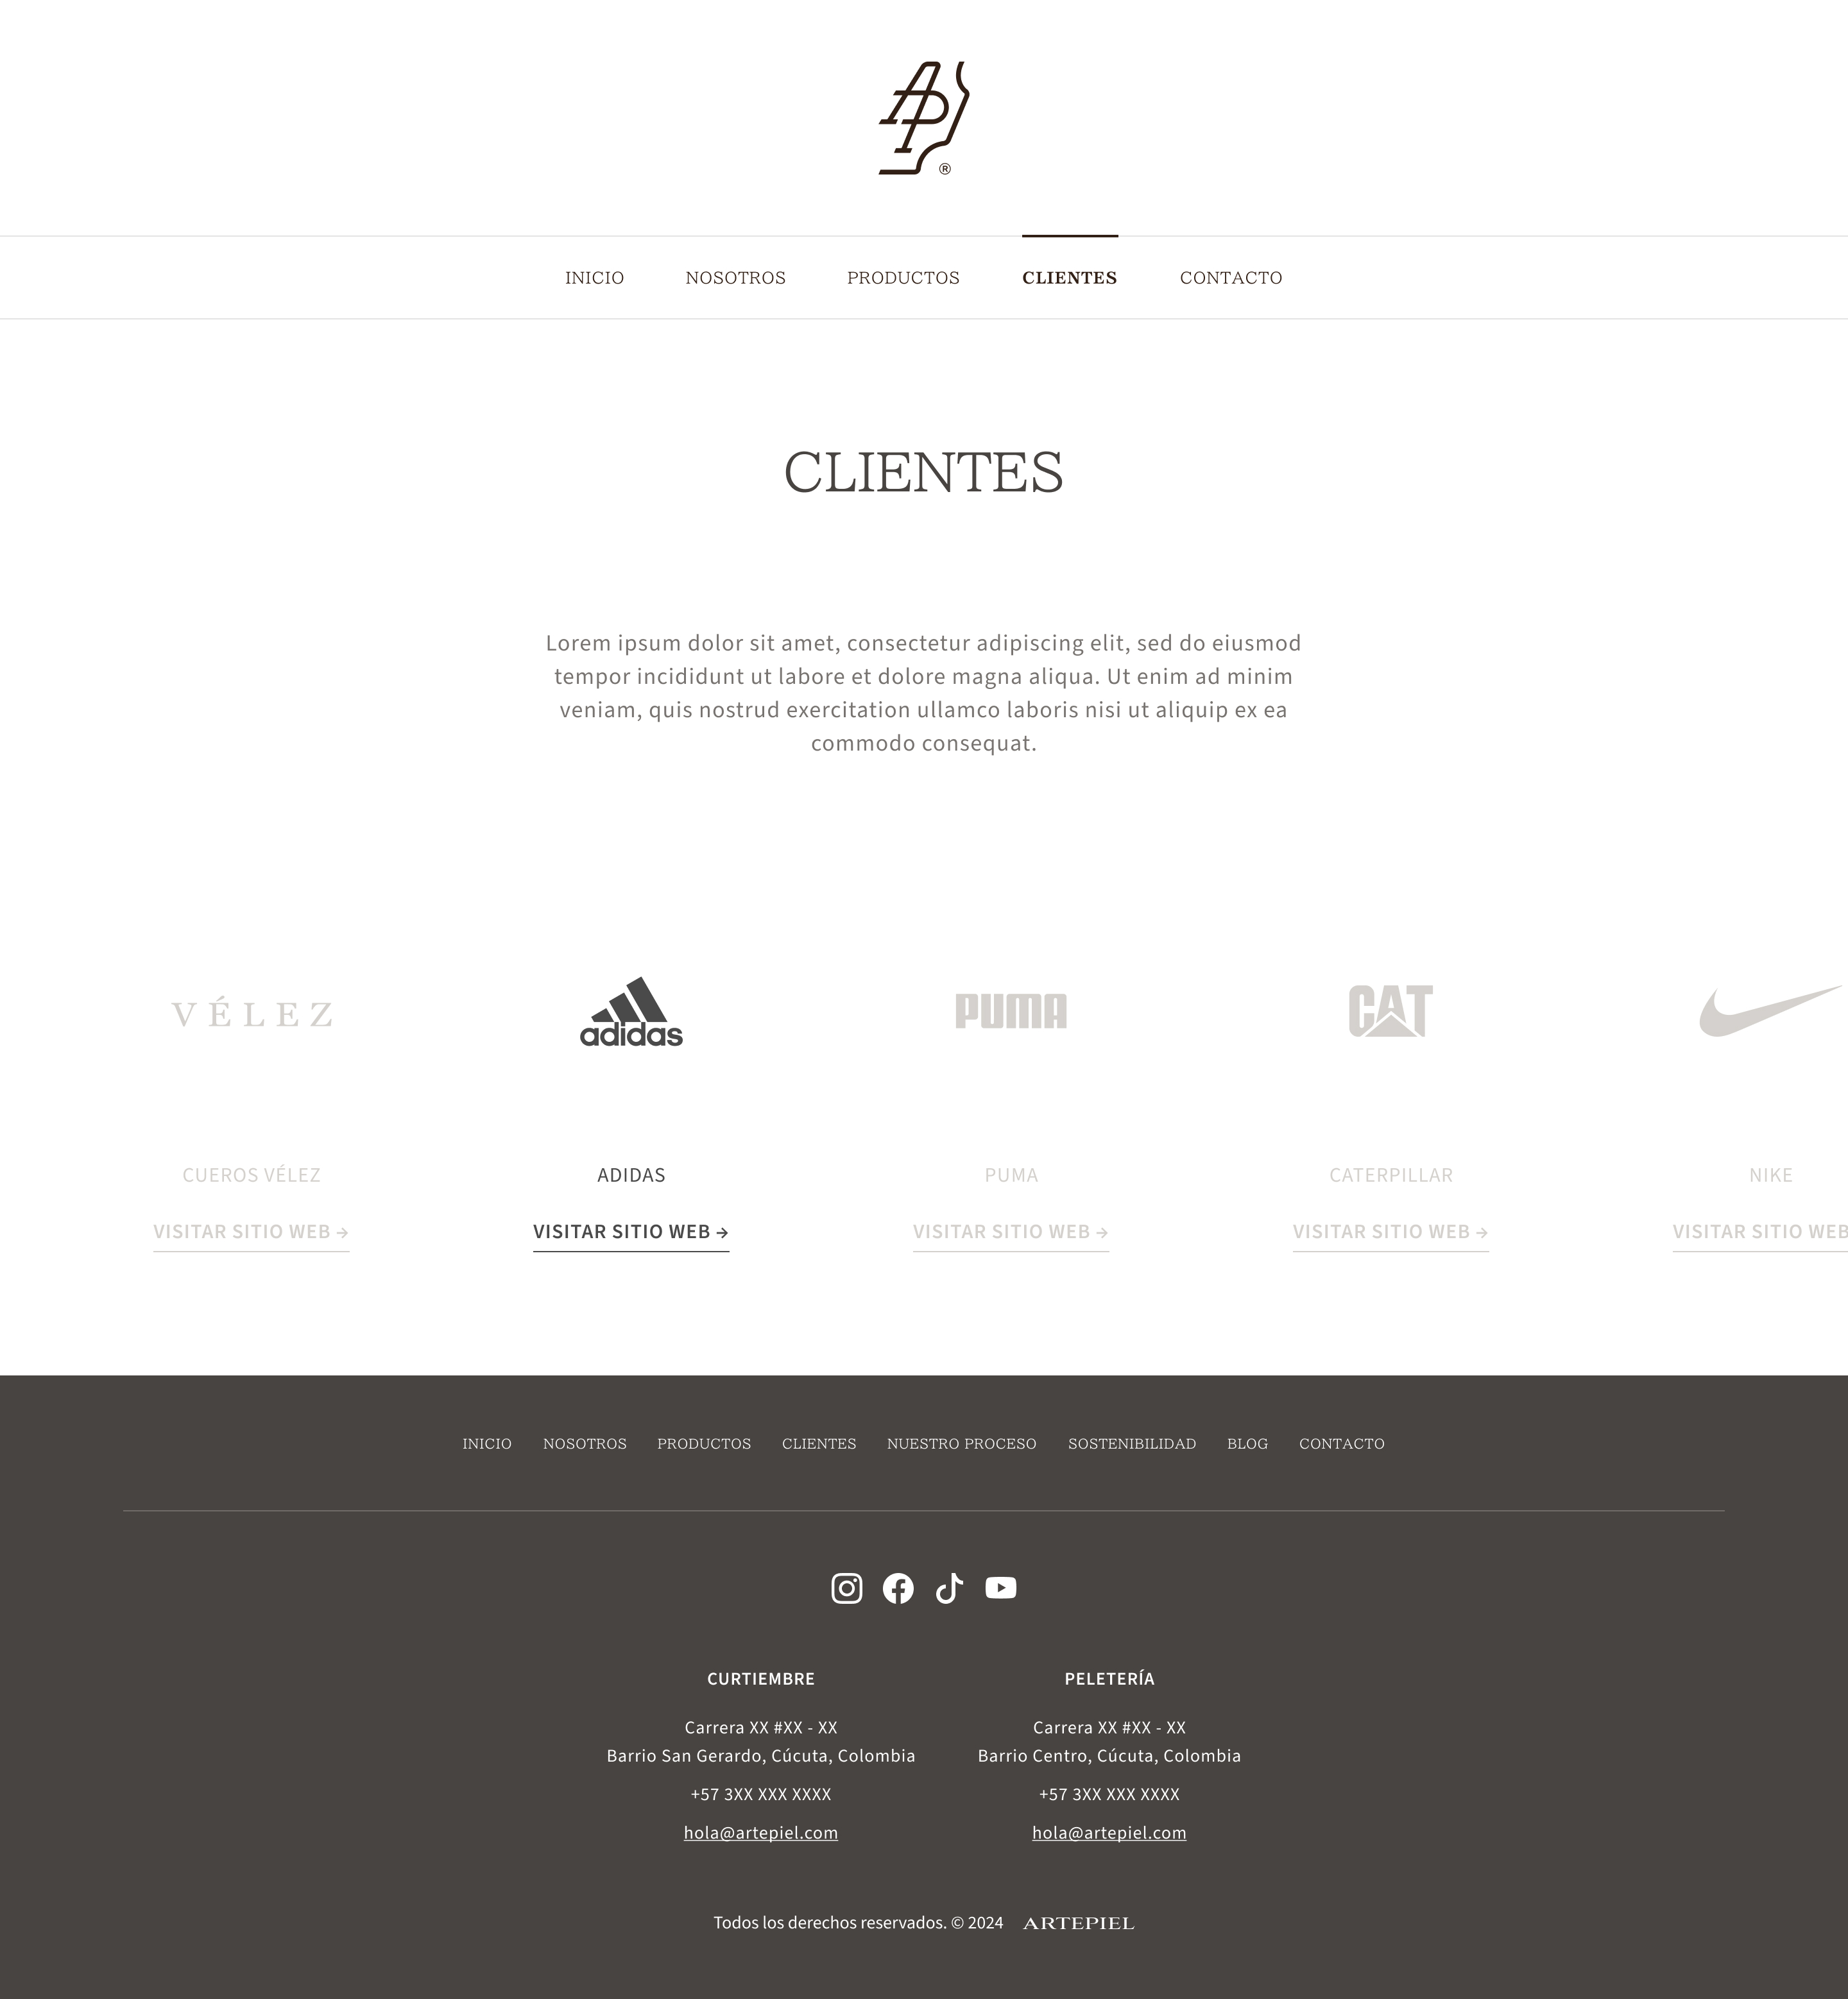 AP
®
INICIO NOSOTROS PRODUCTOS CLIENTES CONTACTO
CLIENTES
Lorem ipsum dolor sit amet, consectetur adipiscing elit, sed do eiusmod
tempor incididunt ut labore et dolore magna aliqua. Ut enim ad minim
veniam, quis nostrud exercitation ullamco laboris nisi ut aliquip ex ea
commodo consequat.
VÉLEZ adidas PUMA CAT
CUEROS VÉLEZ ADIDAS PUMA CATERPILLAR NIKE
VISITAR SITIO WEB → VISITAR SITIO WEB → VISITAR SITIO WEB → VISITAR SITIO WEB → VISITAR SITIO WEB
INICIO NOSOTROS PRODUCTOS CLIENTES NUESTRO PROCESO SOSTENIBILIDAD BLOG CONTACTO
CURTIEMBRE
Carrera XX #XX - XX
Barrio San Gerardo, Cúcuta, Colombia
+57 3XX XXX XXXX
hola@artepiel.com
PELETERÍA
Carrera XX #XX - XX
Barrio Centro, Cúcuta, Colombia
+57 3XX XXX XXXX
hola@artepiel.com
Todos los derechos reservados. © 2024 ARTEPIEL